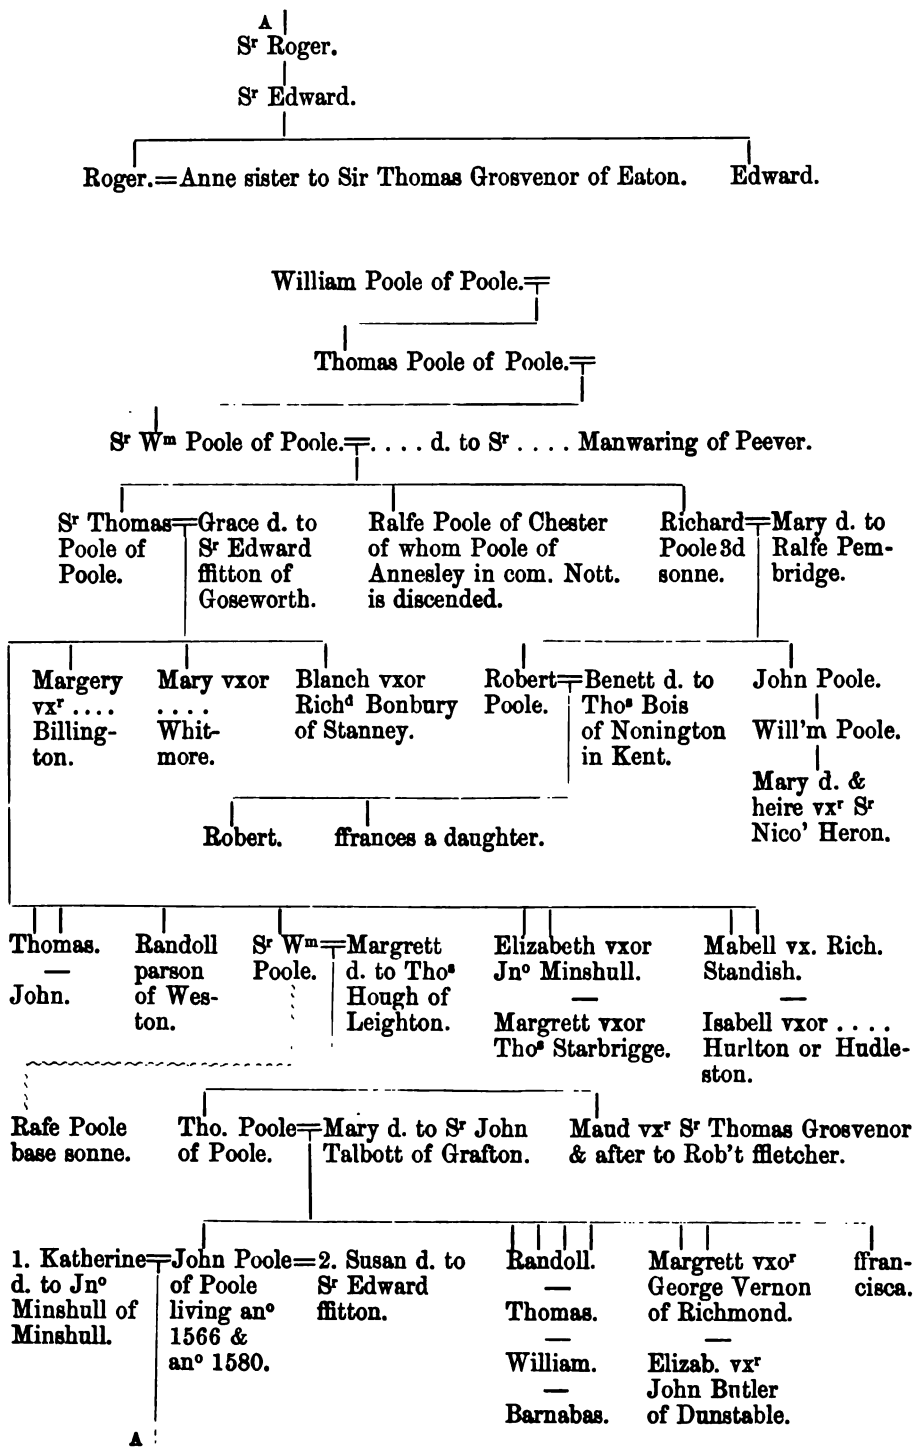 A
Sʳ Roger.
Sʳ Edward.
Roger.=Anne sister to Sir Thomas Grosvenor of Eaton. Edward.
William Poole of Poole.=
Thomas Poole of Poole.=
Sʳ Wᵐ Poole of Poole.=. . . . d. to Sʳ . . . . Manwaring of Peever.
Sʳ Thomas=Grace d. to
Poole of Sʳ Edward
Poole. ffitton of
Goseworth.
Ralfe Poole of Chester
of whom Poole of
Annesley in com. Nott.
is discended.
Richard=Mary d. to
Poole 3d Ralfe Pem-
sonne. bridge.
Margery
vxʳ . . . .
Billing-
ton.
Mary vxor
. . . .
Whit-
more.
Blanch vxor
Richᵈ Bonbury
of Stanney.
Robert=Benett d. to
Poole. Thoˢ Bois
of Nonington
in Kent.
John Poole.
Will'm Poole.
Mary d. &
heire vxʳ Sʳ
Nico' Heron.
Robert. ffrances a daughter.
Thomas.
—
John.
Randoll
parson
of Wes-
ton.
Sʳ Wᵐ=Margrett
Poole. d. to Thoˢ
Hough of
Leighton.
Elizabeth vxor
Jnᵒ Minshull.
—
Margrett vxor
Thoˢ Starbrigge.
Mabell vx. Rich.
Standish.
—
Isabell vxor . . . .
Hurlton or Hudle-
ston.
Rafe Poole
base sonne.
Tho. Poole=Mary d. to Sʳ John
of Poole. Talbott of Grafton.
Maud vxʳ Sʳ Thomas Grosvenor
& after to Rob't ffletcher.
1. Katherine=John Poole=2. Susan d. to
d. to Jnᵒ of Poole Sʳ Edward
Minshull of living anᵒ ffitton.
Minshull. 1566 &
anᵒ 1580.
Randoll.
—
Thomas.
—
William.
—
Barnabas.
Margrett vxoʳ
George Vernon
of Richmond.
—
Elizab. vxʳ
John Butler
of Dunstable.
ffran-
cisca.
A